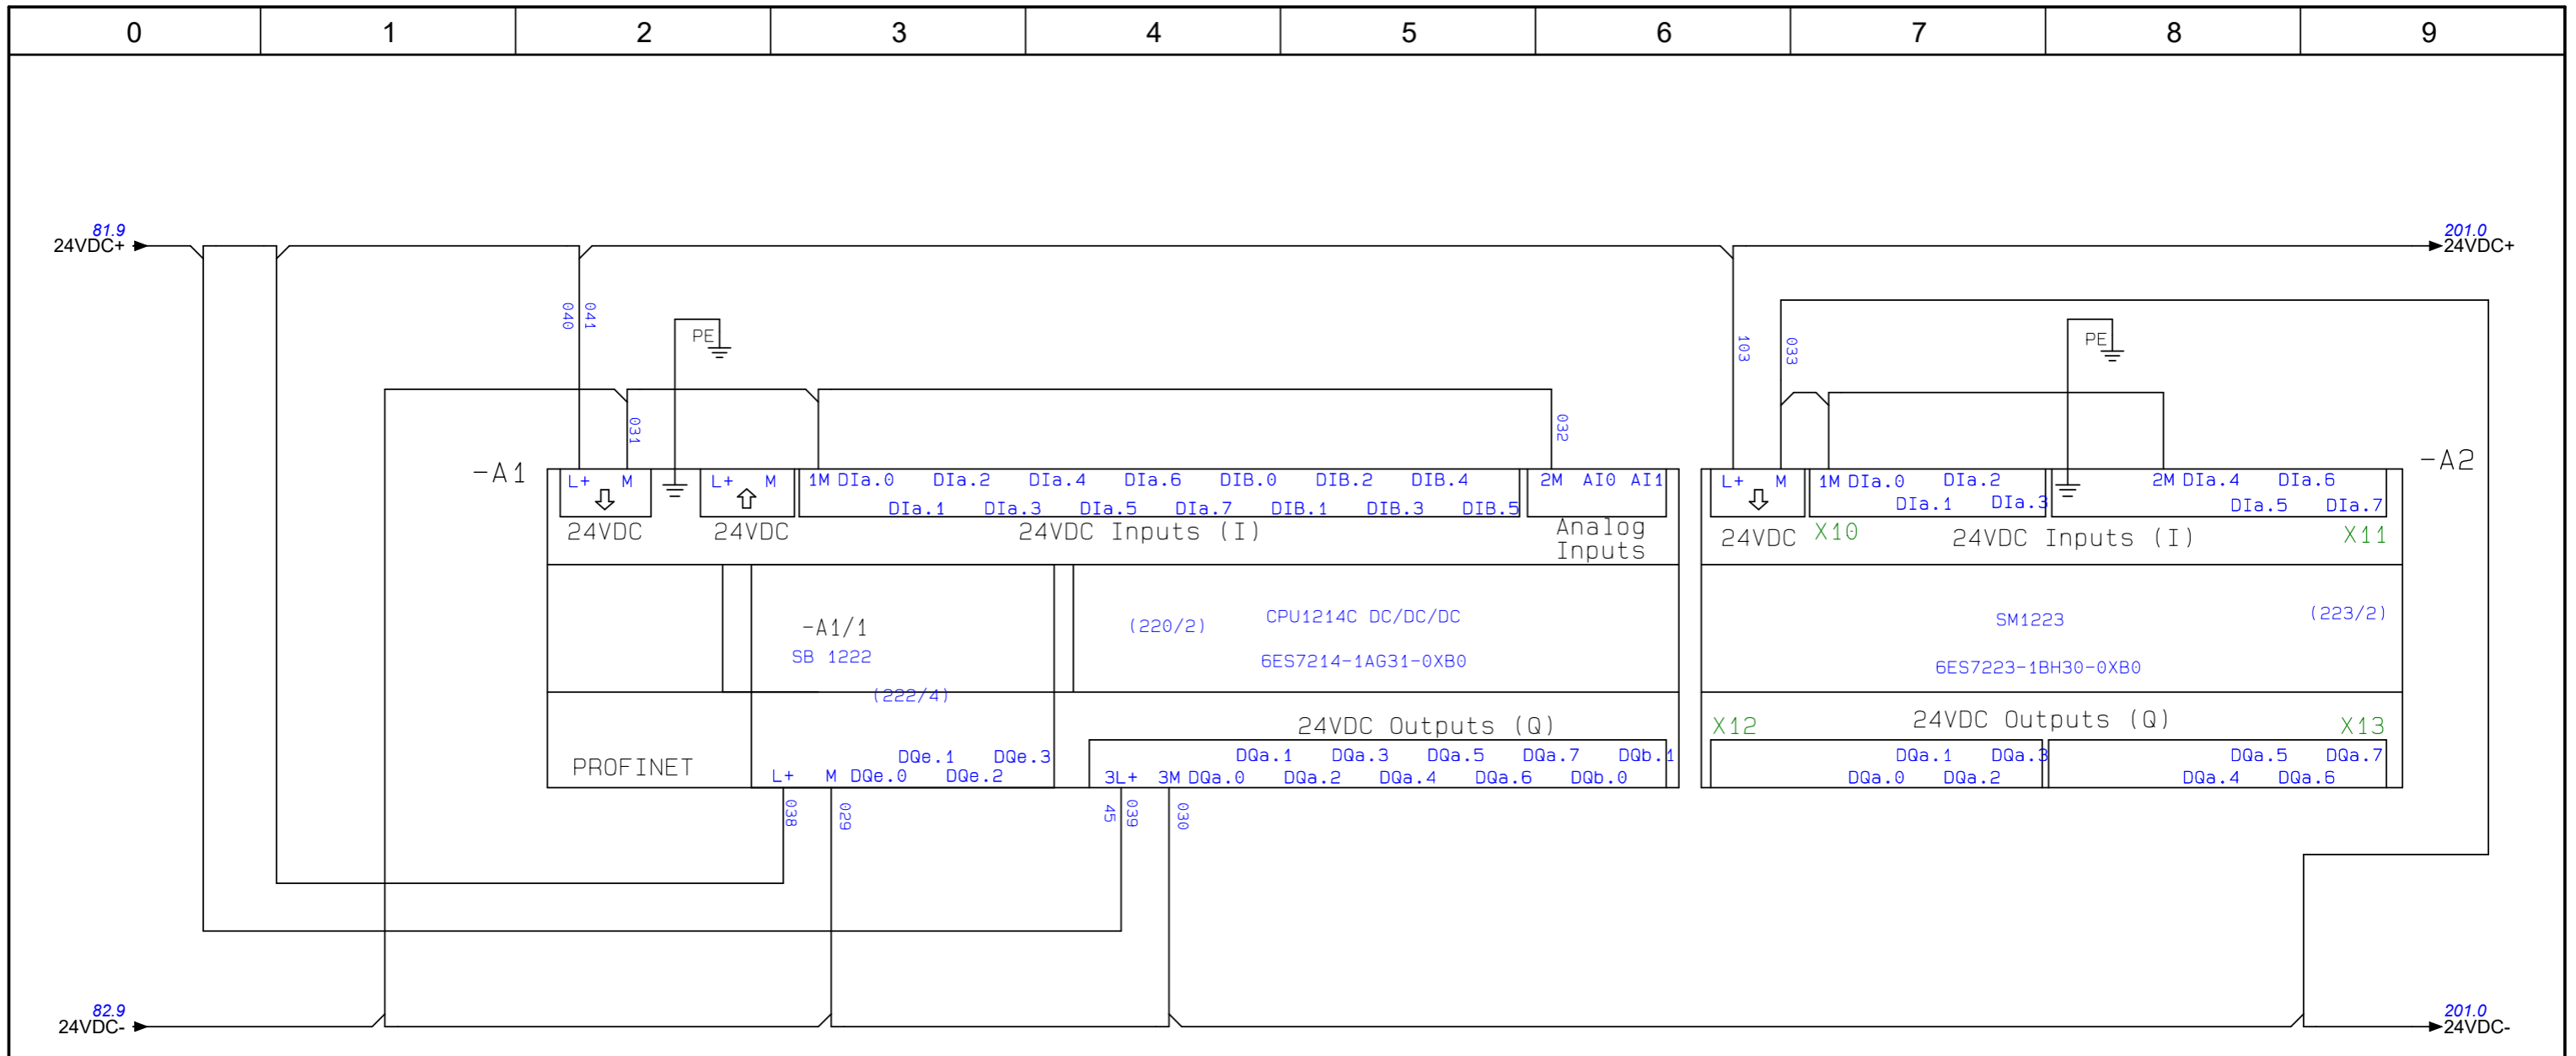 0 1 2 3 4 5 6 7 8 9
81.9 201.0
24VDC+ 24VDC+
040 041 PE 103 033 PE
031 032
-A1 -A2
L+ M L+ M 1M DIa.0 DIa.2 DIa.4 DIa.6 DIB.0 DIB.2 DIB.4 2M AI0 AI1 L+ M 1M DIa.0 DIa.2 2M DIa.4 DIa.6
DIa.1 DIa.3 DIa.5 DIa.7 DIB.1 DIB.3 DIB.5 DIa.1 DIa.3 DIa.5 DIa.7
24VDC 24VDC 24VDC Inputs (I) Analog
Inputs
24VDC X10 24VDC Inputs (I) X11
-A1/1 (220/2) CPU1214C DC/DC/DC SM1223 (223/2)
SB 1222 6ES7214-1AG31-0XB0 6ES7223-1BH30-0XB0
(222/4)
24VDC Outputs (Q) X12 24VDC Outputs (Q) X13
PROFINET
DQe.1 DQe.3 DQa.1 DQa.3 DQa.5 DQa.7 DQb.1 DQa.1 DQa.3 DQa.5 DQa.7
L+ M DQe.0 DQe.2 3L+ 3M DQa.0 DQa.2 DQa.4 DQa.6 DQb.0 DQa.0 DQa.2 DQa.4 DQa.6
038 029 45 039 030
82.9 201.0
24VDC- 24VDC-